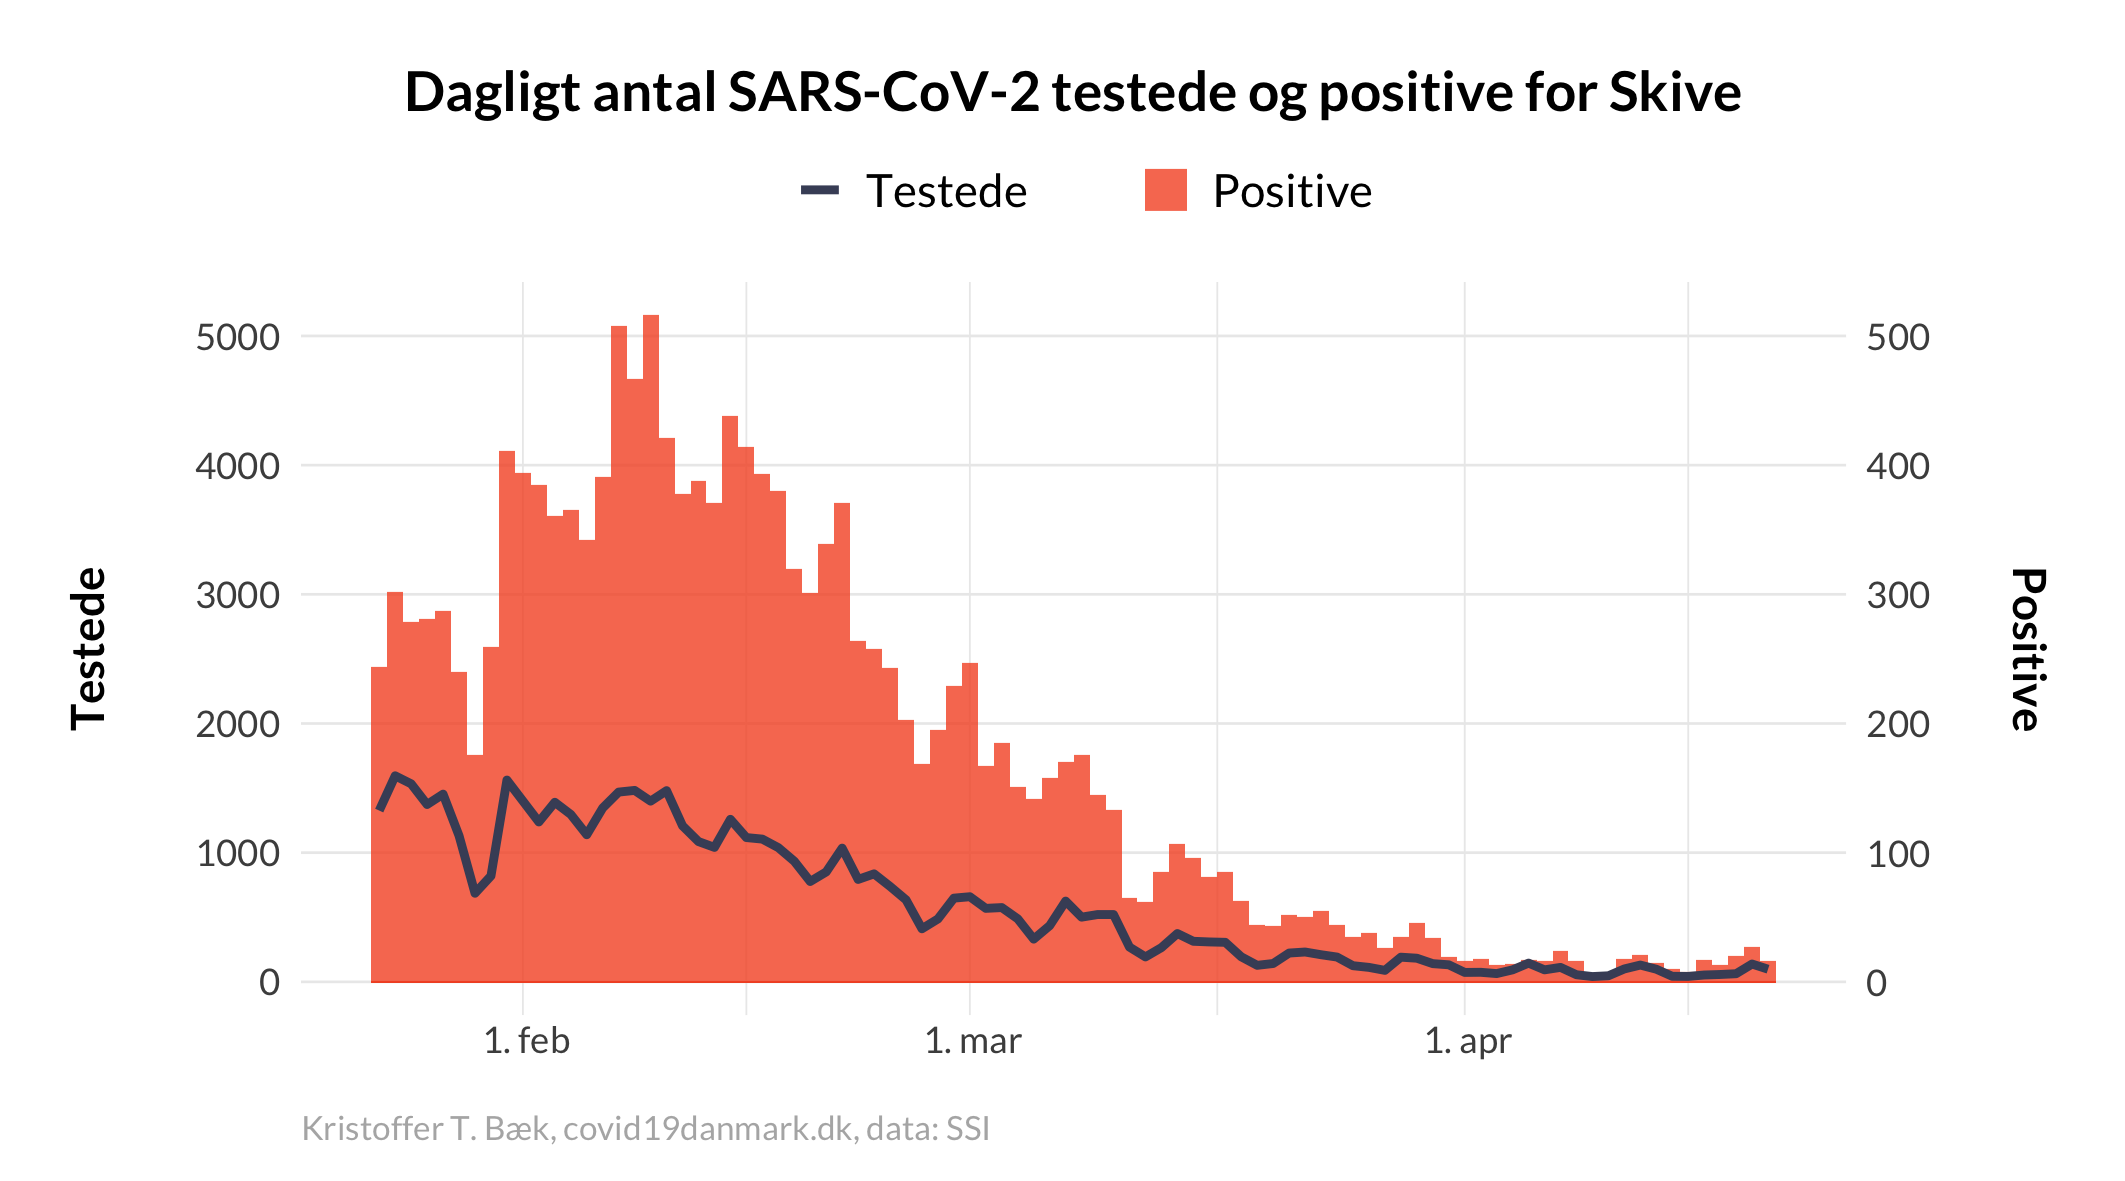 Dagligt antal SARS-CoV-2 testede og positive for Skive
Testede
Positive
5000
4000
3000
2000
1000
0
500
400
300
200
100
0
Testede
Positive
1. feb
1. mar
1. apr
Kristoffer T. Bæk, covid19danmark.dk, data: SSI